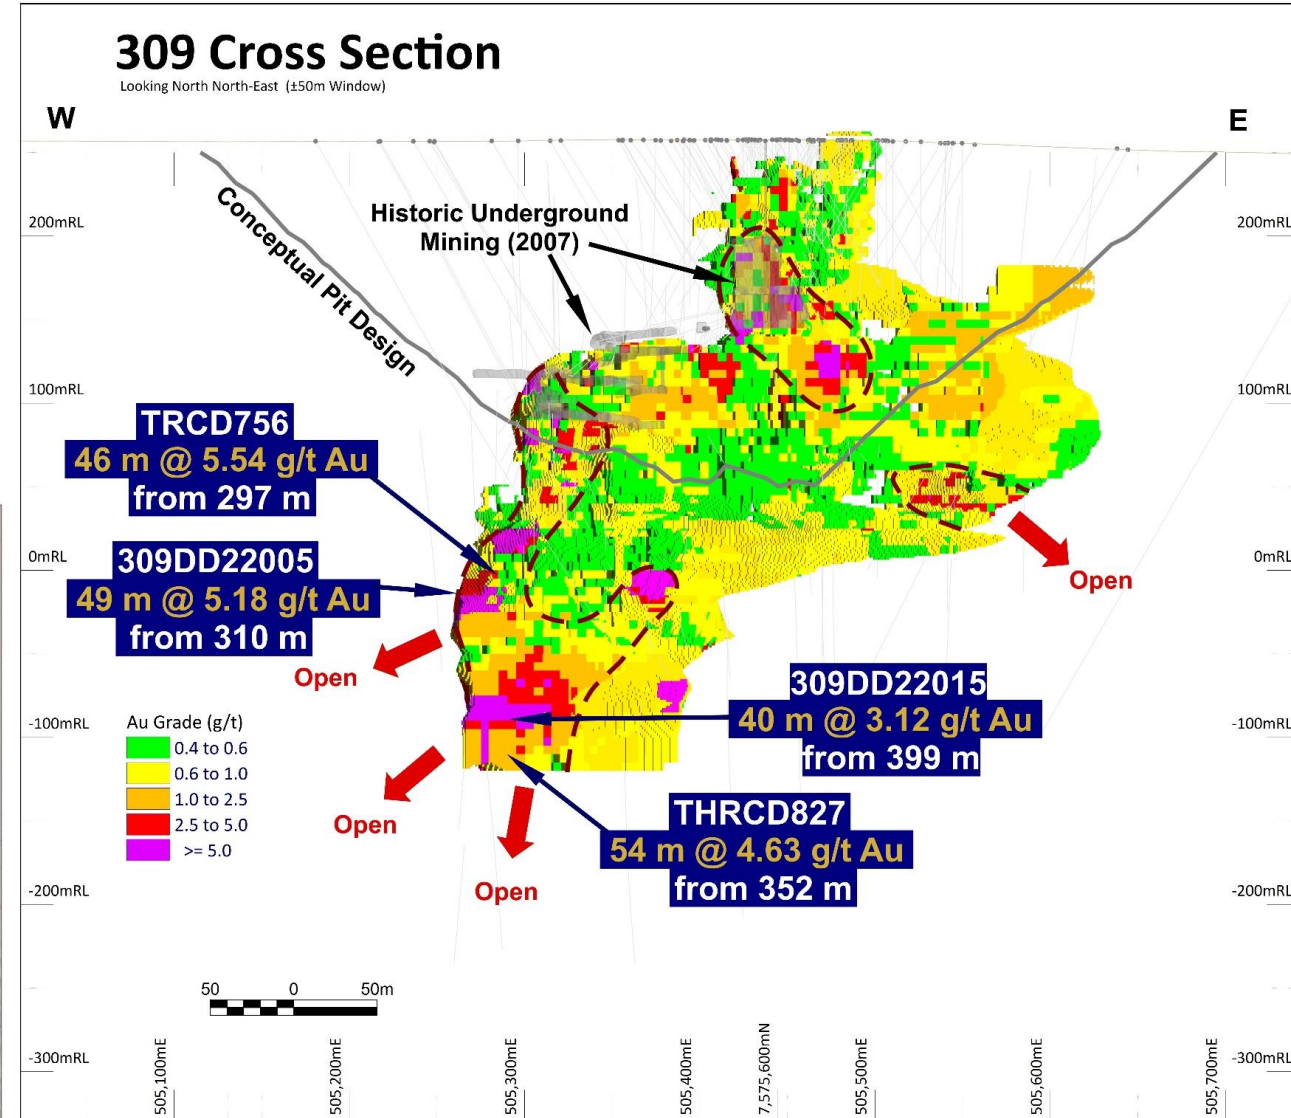 309 Cross Section
Looking North North-East (±50m Window)
W
E
Conceptual Pit Design
Historic Underground
Mining (2007)
200mRL
200mRL
100mRL
100mRL
TRCD756
46 m @ 5.54 g/t Au
from 297 m
0mRL
0mRL
309DD22005
49 m @ 5.18 g/t Au
from 310 m
Open
Open
309DD22015
40 m @ 3.12 g/t Au
from 399 m
-100mRL
-100mRL
Au Grade (g/t)
0.4 to 0.6
0.6 to 1.0
1.0 to 2.5
2.5 to 5.0
>= 5.0
Open
Open
THRCD827
54 m @ 4.63 g/t Au
from 352 m
-200mRL
-200mRL
50 0 50m
-300mRL
-300mRL
505,100mE
505,200mE
505,300mE
505,400mE
7,575,600mN
505,500mE
505,600mE
505,700mE